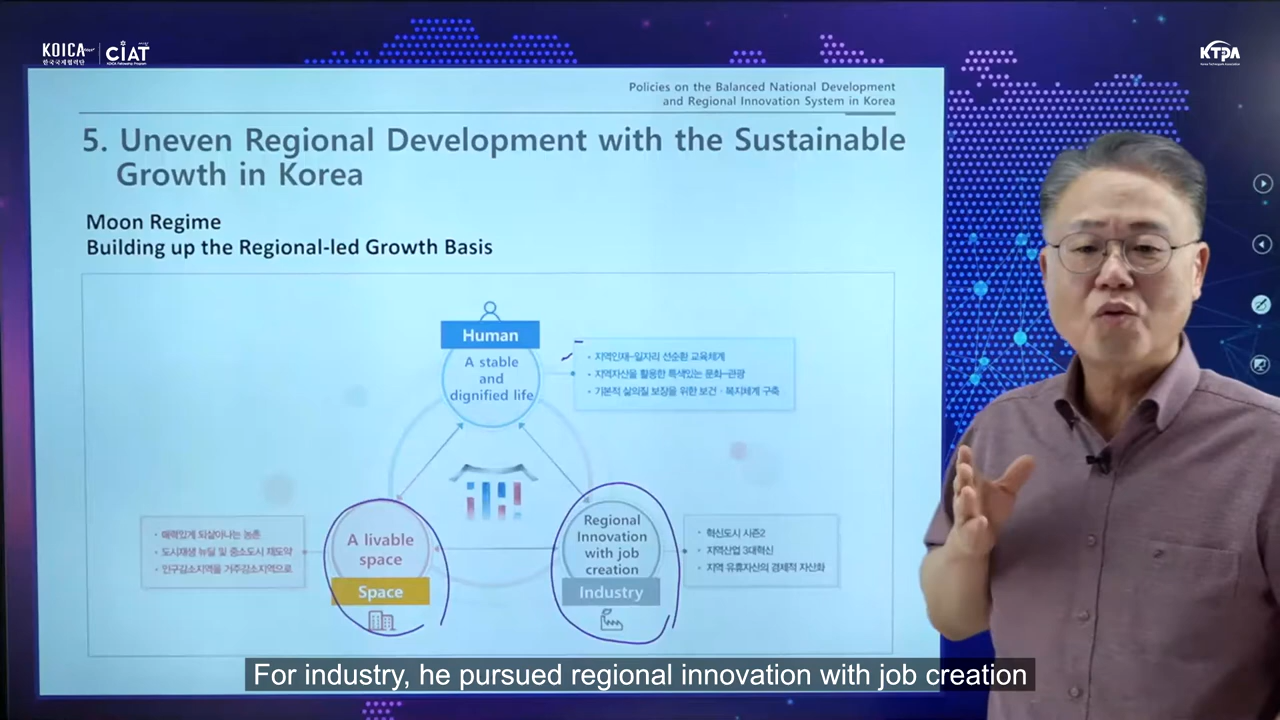 KOICA
한국국제협력단
CIAT
KOICA Fellowship Program
KTPA
Korea Technopark Association
Policies on the Balanced National Development
and Regional Innovation System in Korea
5. Uneven Regional Development with the Sustainable
Growth in Korea
Moon Regime
Building up the Regional-led Growth Basis
Human
A stable
and
dignified life
• 지역인재-일자리 선순환 교육체계
• 지역자산을 활용한 특색있는 문화-관광
• 기본적 삶의질 보장을 위한 보건·복지체계 구축
• 매력있게 되살아나는 농촌
• 도시재생 뉴딜 및 중소도시 재도약
• 인구감소지역을 거주강소지역으로
A livable
space
Space
Regional
Innovation
with job
creation
Industry
• 혁신도시 시즌2
• 지역산업 3대혁신
• 지역 유휴자산의 경제적 자산화
For industry, he pursued regional innovation with job creation